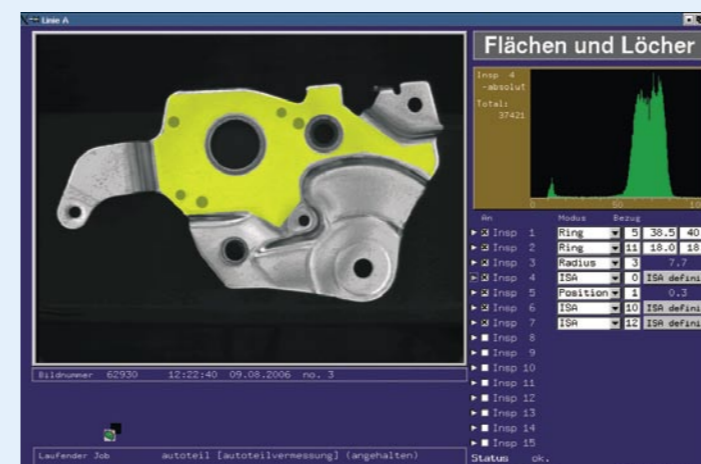 Linie A
Flächen und Löcher
Insp 4
-absolut
Total:
37421
0 50 10
An Modus Bezug
Insp 1 Ring 5 38.5 40
Insp 2 Ring 11 18.0 18
Insp 3 Radius 3 7.7
Insp 4 ISA 0 ISA defini
Insp 5 Position 1 0.3
Insp 6 ISA 10 ISA defini
Insp 7 ISA 12 ISA defini
Insp 8
Insp 9
Insp 10
Insp 11
Insp 12
Insp 13
Insp 14
Insp 15
Bildnummer 62930 12:22:40 09.08.2006 no. 3
Laufender Job autoteil [autoteilvermessung] (angehalten)
Status ok.